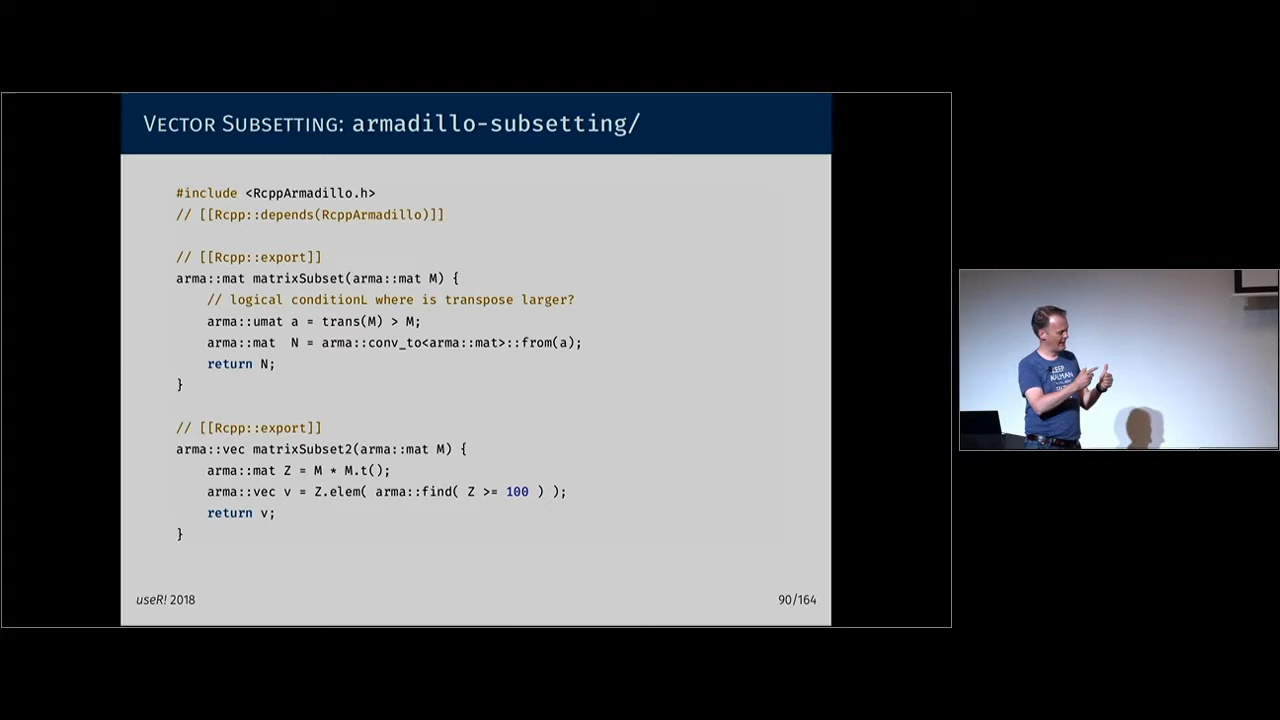 VECTOR SUBSETTING: armadillo-subsetting/
#include <RcppArmadillo.h>
// [[Rcpp::depends(RcppArmadillo)]]
// [[Rcpp::export]]
arma::mat matrixSubset(arma::mat M) {
// logical conditionL where is transpose larger?
arma::umat a = trans(M) > M;
arma::mat N = arma::conv_to<arma::mat>::from(a);
return N;
}
// [[Rcpp::export]]
arma::vec matrixSubset2(arma::mat M) {
arma::mat Z = M * M.t();
arma::vec v = Z.elem( arma::find( Z >= 100 ) );
return v;
}
useR! 2018
90/164
KEEP
KALMAN